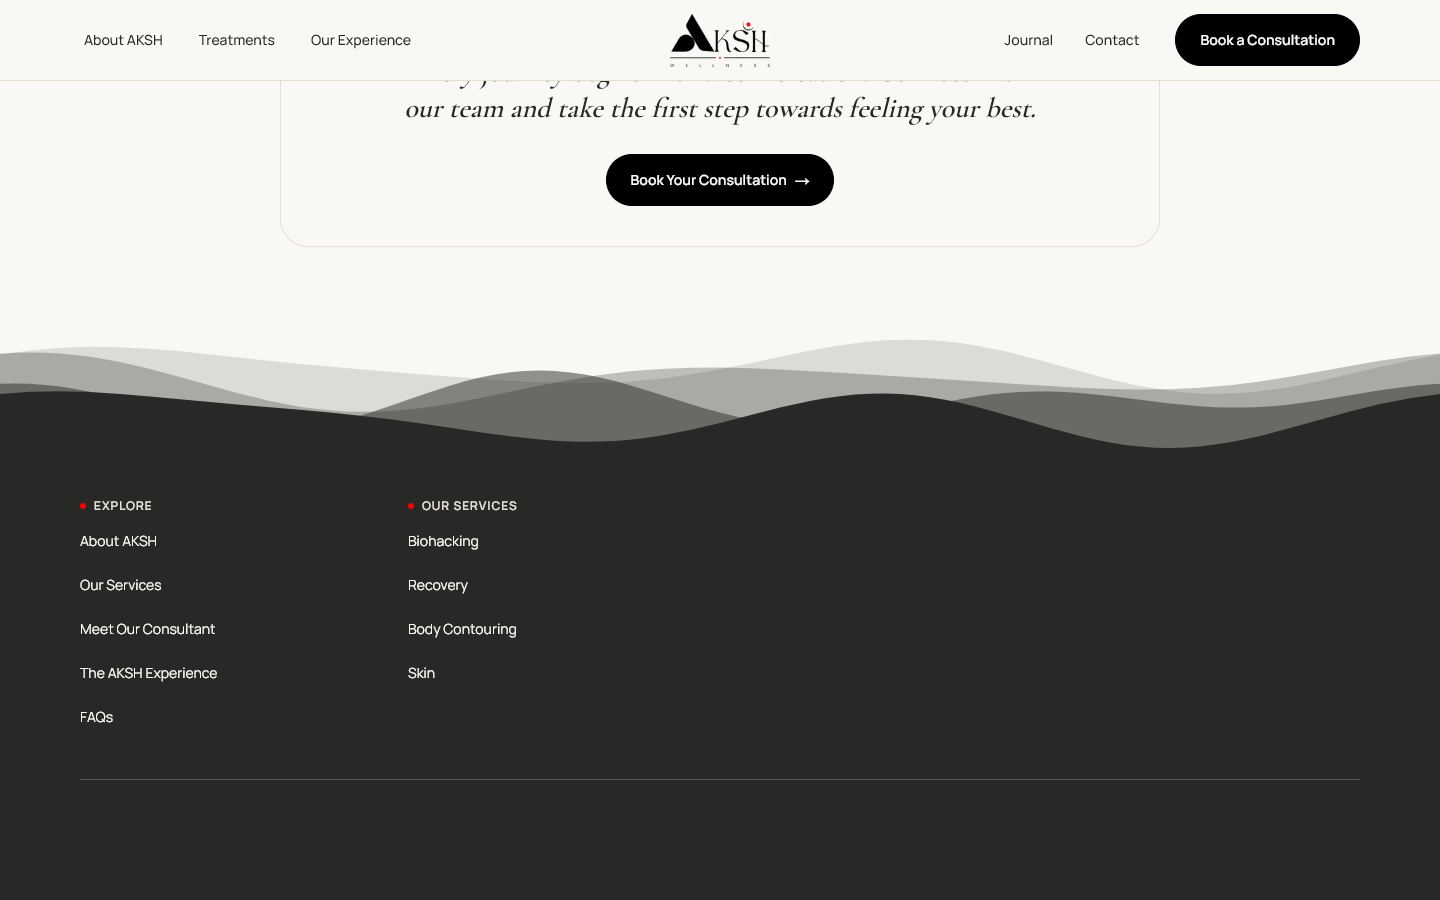 About AKSH
Treatments
Our Experience
AKSH
WELLNESS
Journal
Contact
Book a Consultation
our team and take the first step towards feeling your best.
Book Your Consultation →
EXPLORE
About AKSH
Our Services
Meet Our Consultant
The AKSH Experience
FAQs
OUR SERVICES
Biohacking
Recovery
Body Contouring
Skin